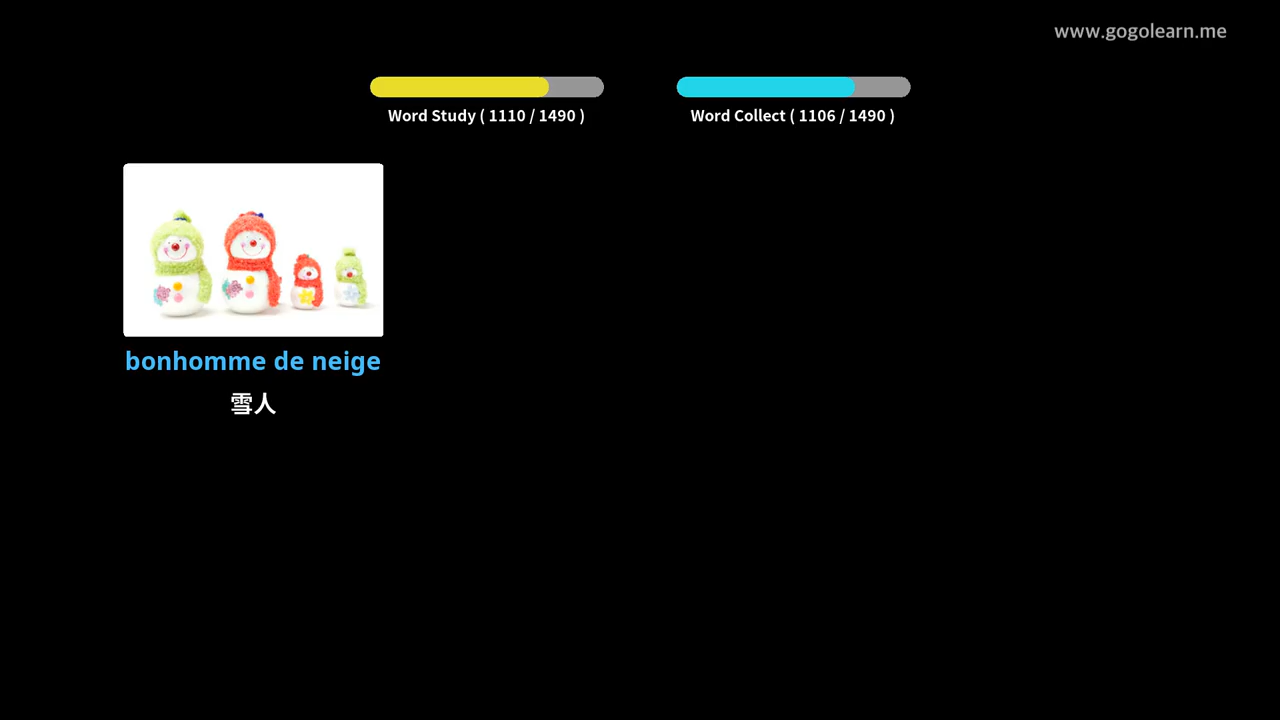 www.gogolearn.me
Word Study ( 1110 / 1490 )
Word Collect ( 1106 / 1490 )
bonhomme de neige
雪人